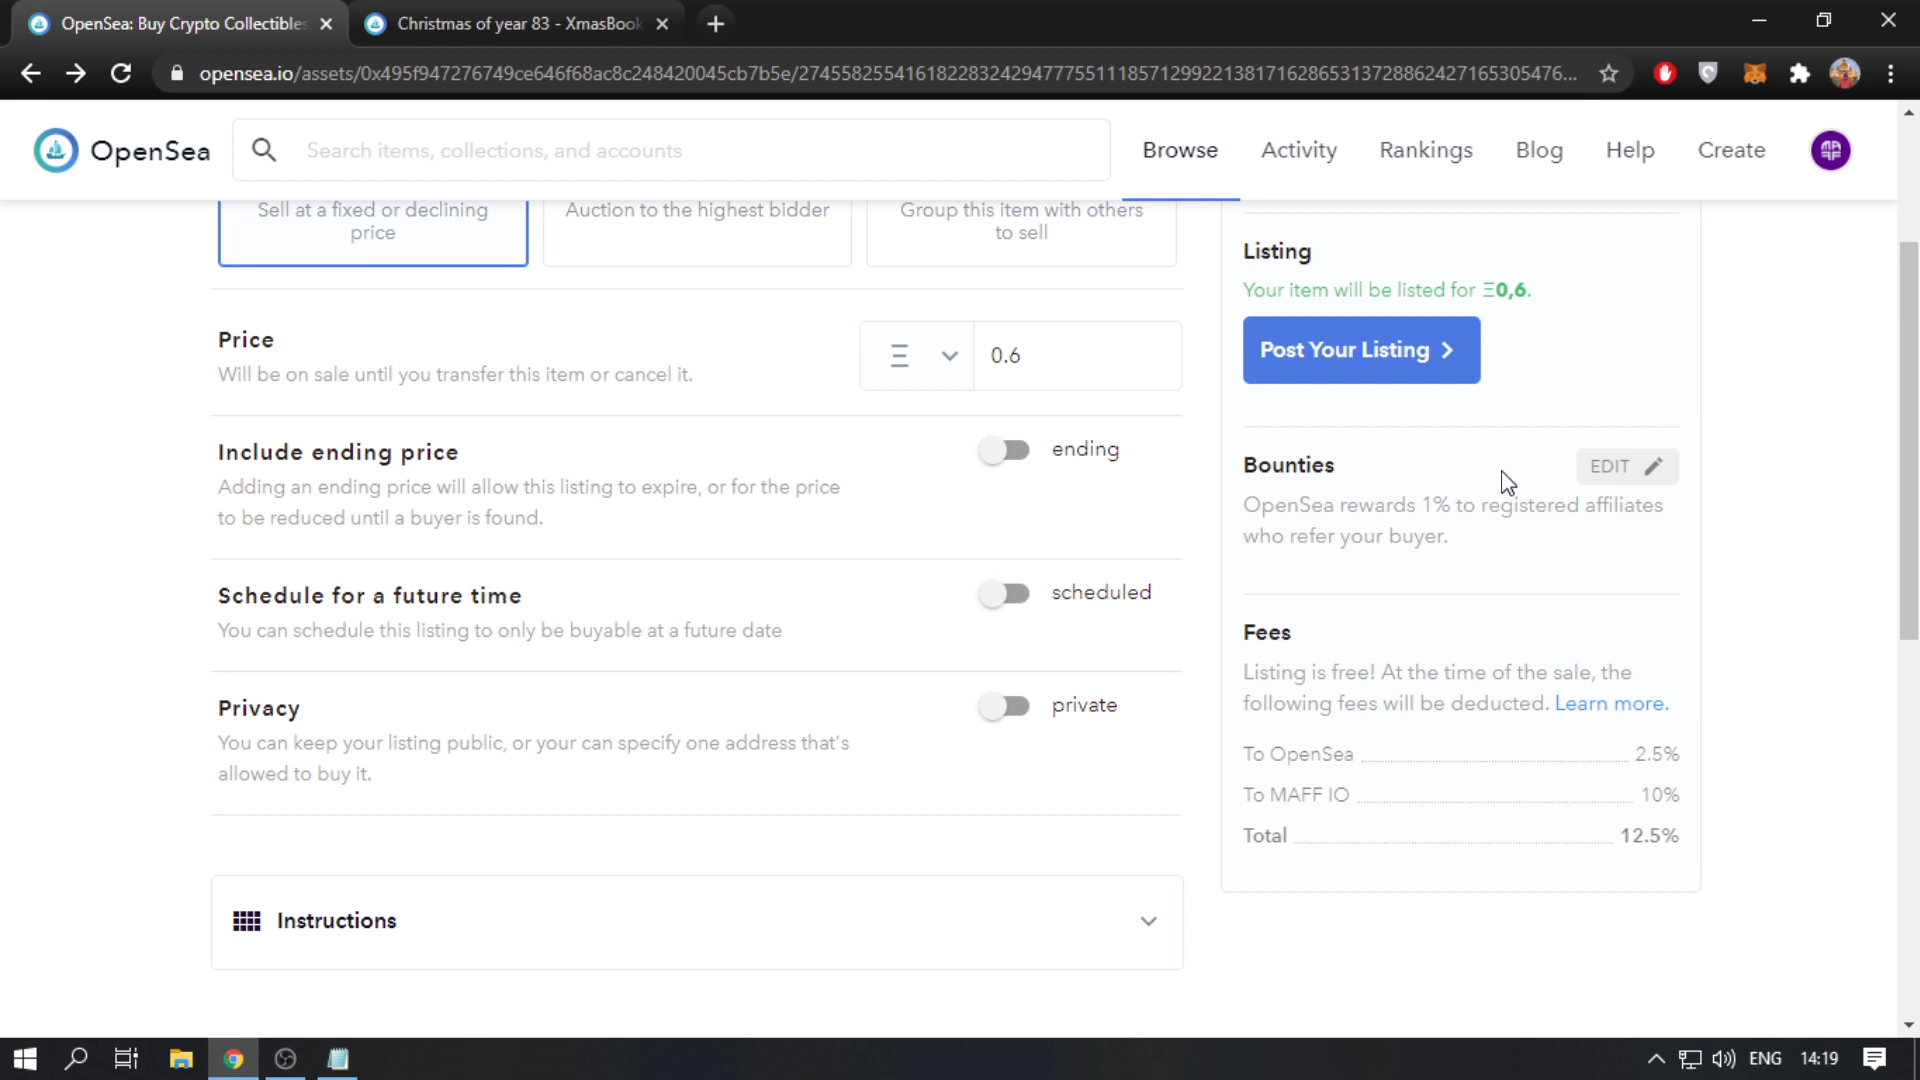 OpenSea: Buy Crypto Collectibles
Christmas of year 83 - XmasBook
opensea.io/assets/0x495f947276749ce646f68ac8c248420045cb7b5e/27455825541618228324294777551118571299221381716286531372886242716530547​6...
OpenSea
Search items, collections, and accounts
Browse
Activity
Rankings
Blog
Help
Create
Sell at a fixed or declining
price
Auction to the highest bidder
Group this item with others
to sell
Price
Will be on sale until you transfer this item or cancel it.
Ξ
0.6
Include ending price
Adding an ending price will allow this listing to expire, or for the price
to be reduced until a buyer is found.
ending
Schedule for a future time
You can schedule this listing to only be buyable at a future date
scheduled
Privacy
You can keep your listing public, or your can specify one address that's
allowed to buy it.
private
Instructions
Listing
Your item will be listed for Ξ0,6.
Post Your Listing
Bounties
EDIT
OpenSea rewards 1% to registered affiliates
who refer your buyer.
Fees
Listing is free! At the time of the sale, the
following fees will be deducted. Learn more.
To OpenSea 2.5%
To MAFF IO 10%
Total 12.5%
ENG
14:19